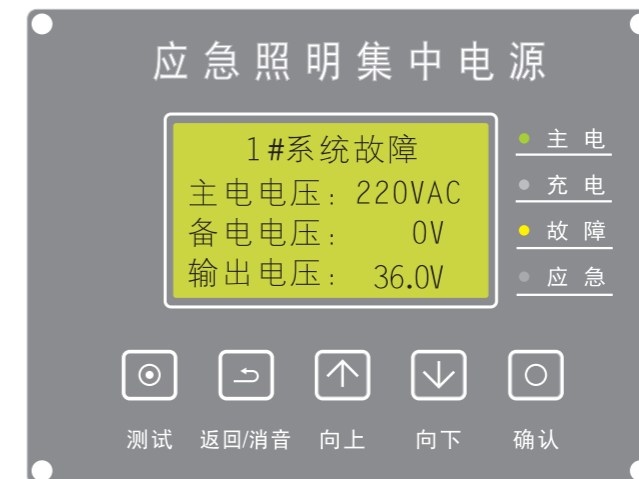 应急照明集中电源
1#系统故障
主电电压: 220VAC
备电电压: 0V
输出电压: 36.0V
主电
充电
故障
应急
测试 返回/消音 向上 向下 确认